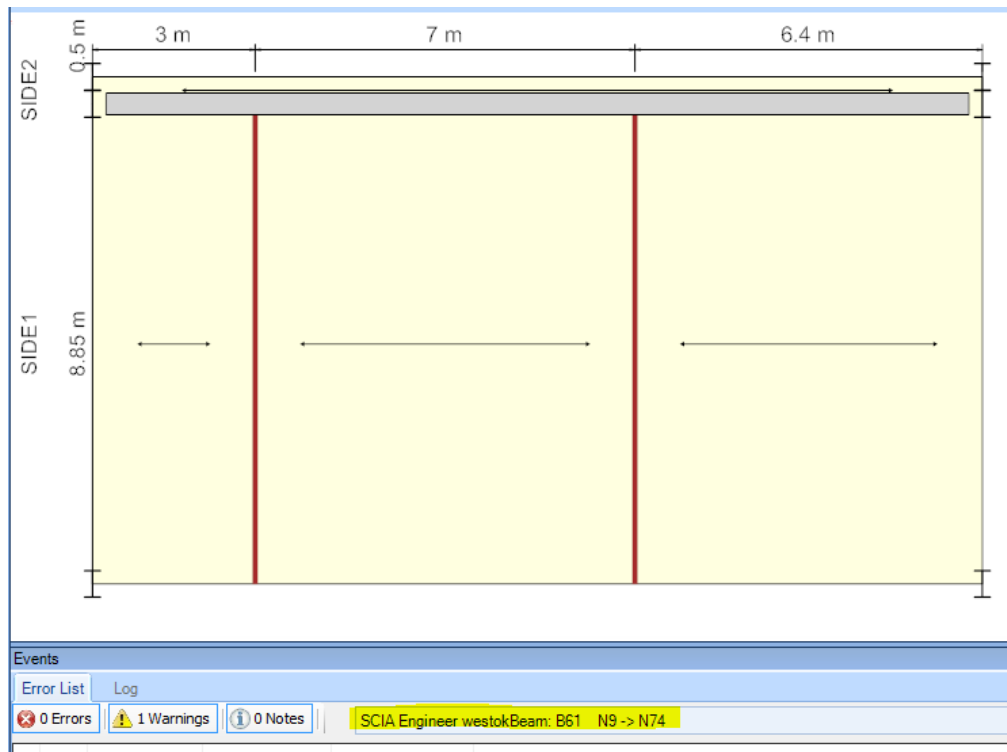 3 m
7 m
6.4 m
0.5 m
SIDE2
SIDE1
8.85 m
Events
Error List
Log
0 Errors
1 Warnings
0 Notes
SCIA Engineer westokBeam: B61 N9 -> N74